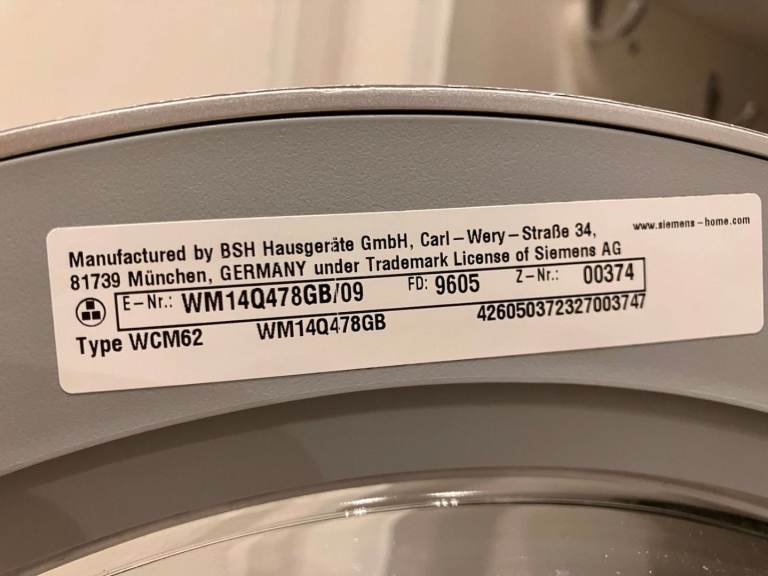 Manufactured by BSH Hausgeräte GmbH, Carl-Wery-Straße 34,
www.siemens-home.com
81739 München, GERMANY under Trademark License of Siemens AG
E-Nr.: WM14Q478GB/09 FD: 9605 Z-Nr.: 00374
Type WCM62 WM14Q478GB 426050372327003747